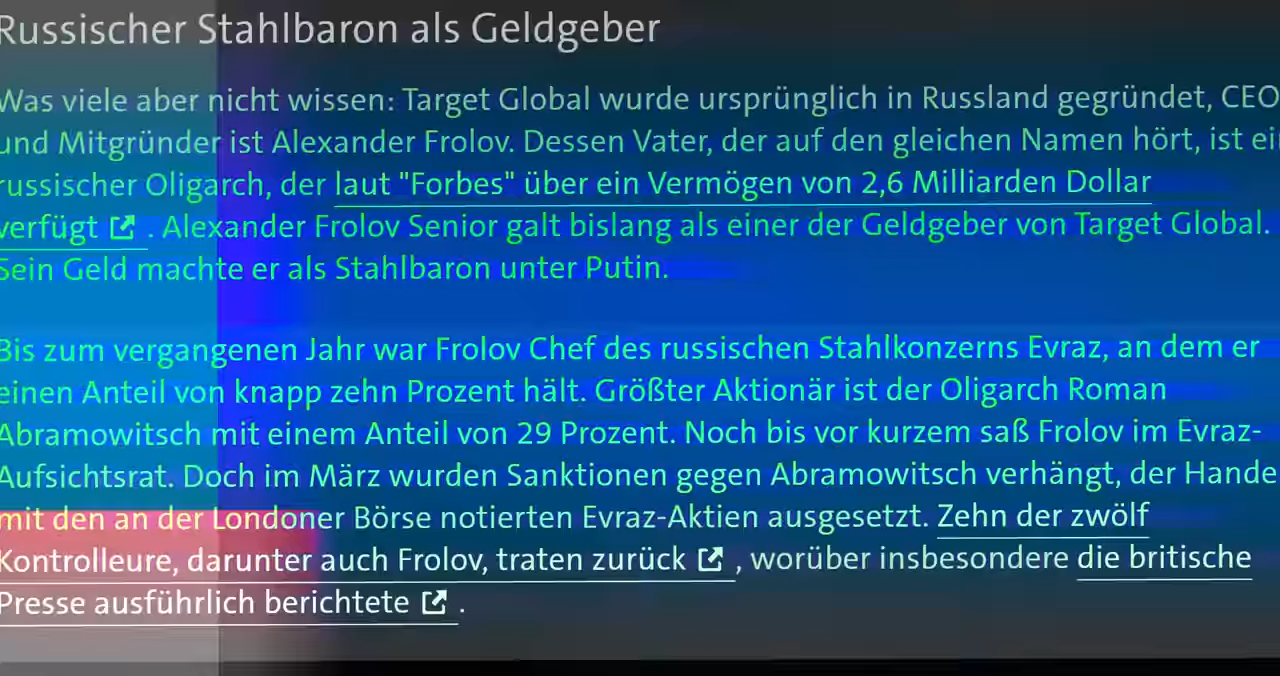 Russischer Stahlbaron als Geldgeber
Was viele aber nicht wissen: Target Global wurde ursprünglich in Russland gegründet, CEO
und Mitgründer ist Alexander Frolov. Dessen Vater, der auf den gleichen Namen hört, ist ein
russischer Oligarch, der laut "Forbes" über ein Vermögen von 2,6 Milliarden Dollar
verfügt . Alexander Frolov Senior galt bislang als einer der Geldgeber von Target Global.
Sein Geld machte er als Stahlbaron unter Putin.
Bis zum vergangenen Jahr war Frolov Chef des russischen Stahlkonzerns Evraz, an dem er
einen Anteil von knapp zehn Prozent hält. Größter Aktionär ist der Oligarch Roman
Abramowitsch mit einem Anteil von 29 Prozent. Noch bis vor kurzem saß Frolov im Evraz-
Aufsichtsrat. Doch im März wurden Sanktionen gegen Abramowitsch verhängt, der Hande
mit den an der Londoner Börse notierten Evraz-Aktien ausgesetzt. Zehn der zwölf
Kontrolleure, darunter auch Frolov, traten zurück , worüber insbesondere die britische
Presse ausführlich berichtete .